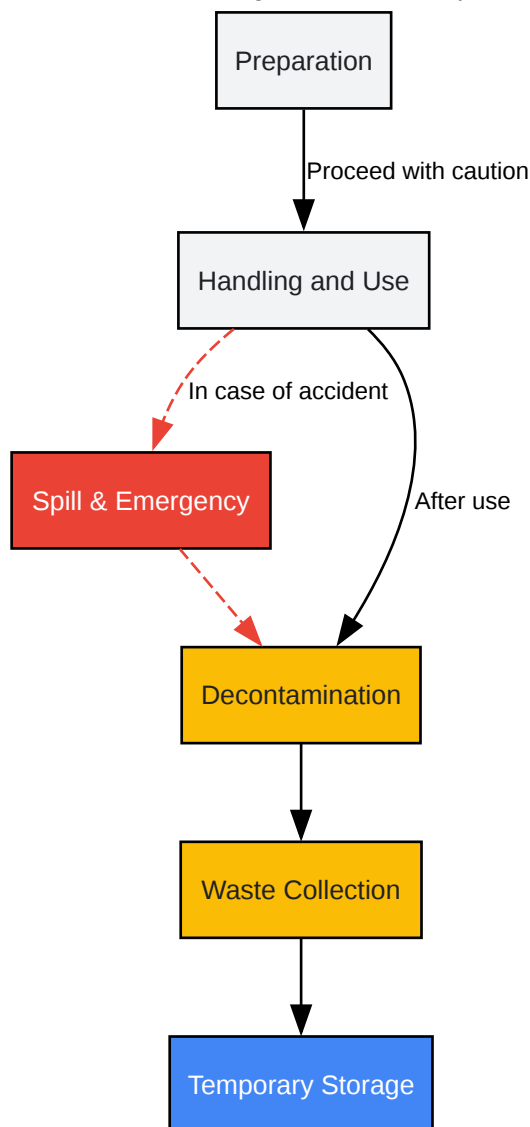 Preparation
Proceed with caution
Handling and Use
In case of accident
Spill & Emergency
After use
Decontamination
Waste Collection
Temporary Storage